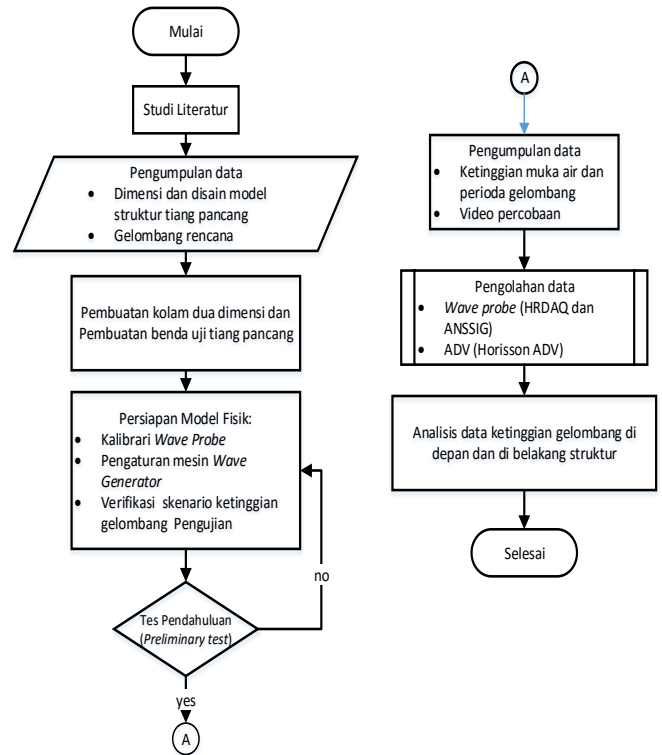 Mulai
Studi Literatur
Pengumpulan data
• Dimensi dan disain model
struktur tiang pancang
• Gelombang rencana
Pembuatan kolam dua dimensi dan
Pembuatan benda uji tiang pancang
Persiapan Model Fisik:
• Kalibrari Wave Probe
• Pengaturan mesin Wave
Generator
• Verifikasi skenario ketinggian
gelombang Pengujian
no
Tes Pendahuluan
(Preliminary test)
yes
A
A
Pengumpulan data
• Ketinggian muka air dan
perioda gelombang
• Video percobaan
Pengolahan data
• Wave probe (HRDAQ dan
ANSSIG)
• ADV (Horisson ADV)
Analisis data ketinggian gelombang di
depan dan di belakang struktur
Selesai